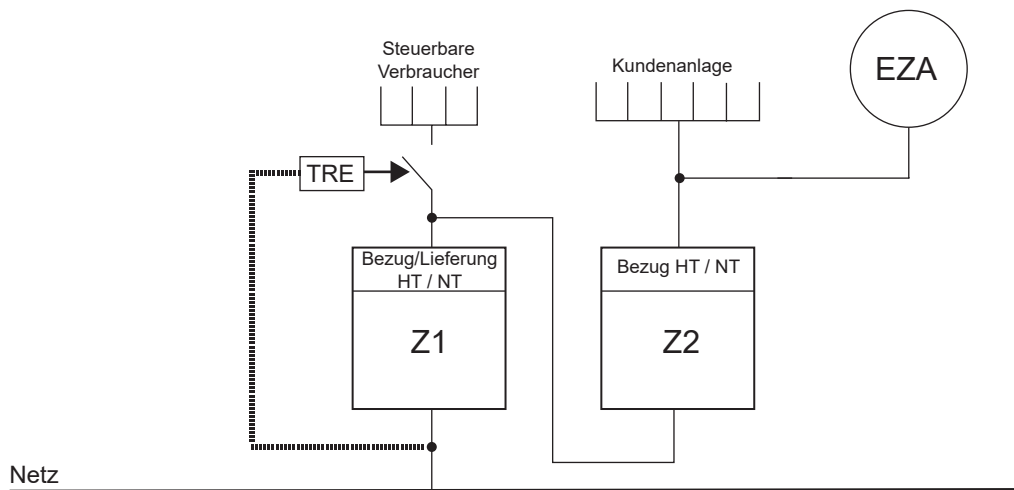 Steuerbare
Verbraucher
Kundenanlage
EZA
TRE
Bezug/Lieferung
HT / NT
Z1
Bezug HT / NT
Z2
Netz